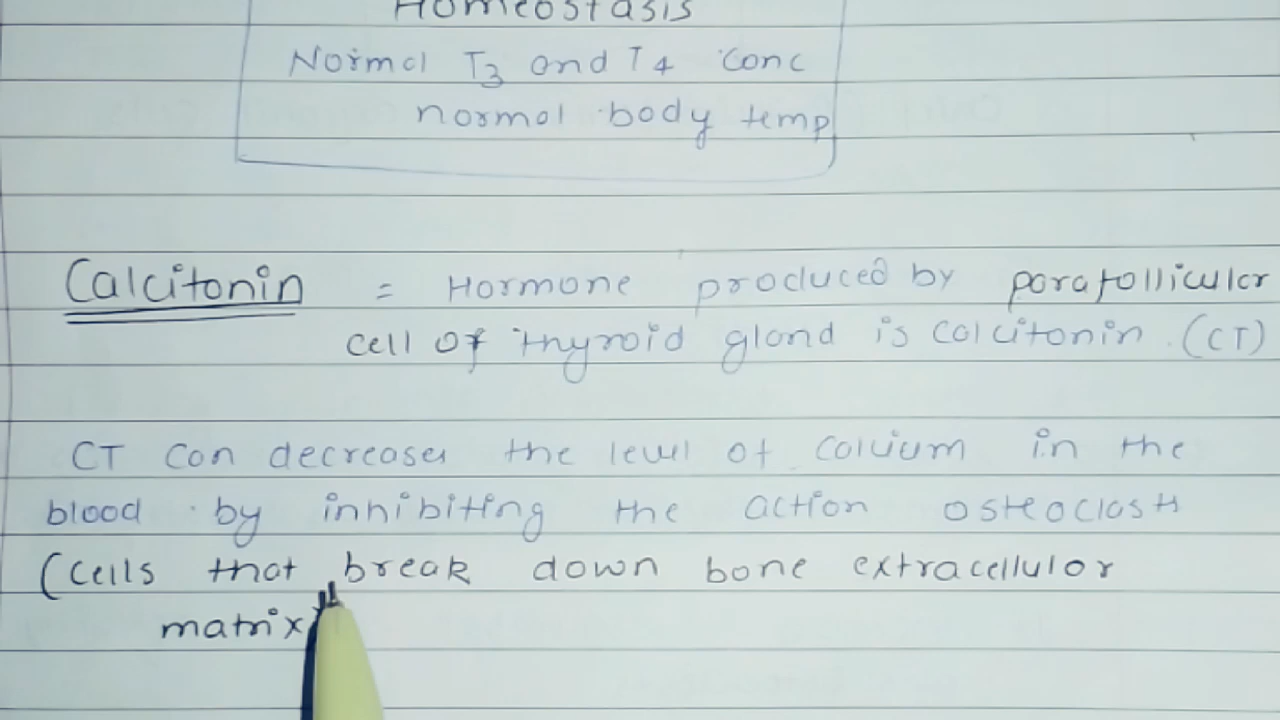 Homeostasis
Normal T3 and T4 conc
normal body temp
Calcitonin = Hormone produced by parafollicular
cell of thyroid gland is calcitonin. (CT)
CT can decreases the level of calcium in the
blood by inhibiting the action osteoclast
(cells that break down bone extracellular
matrix)